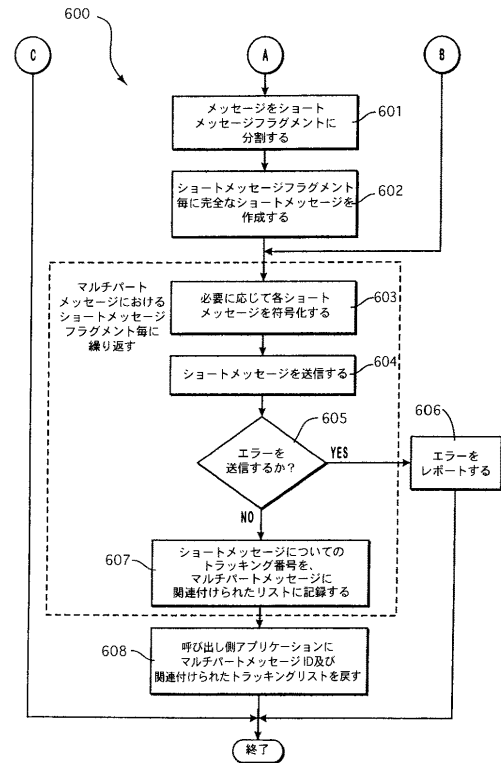 600
C
A
B
メッセージをショート
メッセージフラグメントに
分割する
601
ショートメッセージフラグメント
毎に完全なショートメッセージを
作成する
602
マルチパート
メッセージにおける
ショートメッセージ
フラグメント毎に
繰り返す
必要に応じて各ショート
メッセージを符号化する
603
ショートメッセージを送信する
604
605
エラーを
送信するか?
YES
606
エラーを
レポートする
NO
ショートメッセージについての
トラッキング番号を、
マルチパートメッセージに
関連付けられたリストに記録する
607
呼び出し側アプリケーションに
マルチパートメッセージID及び
関連付けられたトラッキングリストを戻す
608
終了